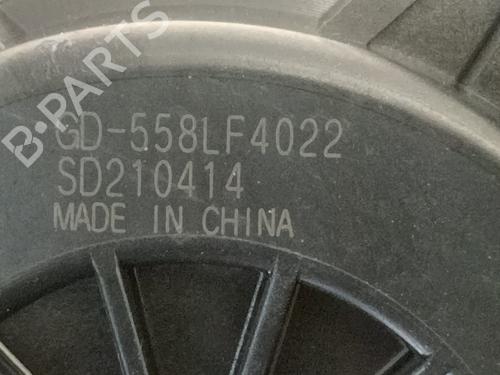 B-PARTS
GD-558LF4022
SD210414
MADE IN CHINA